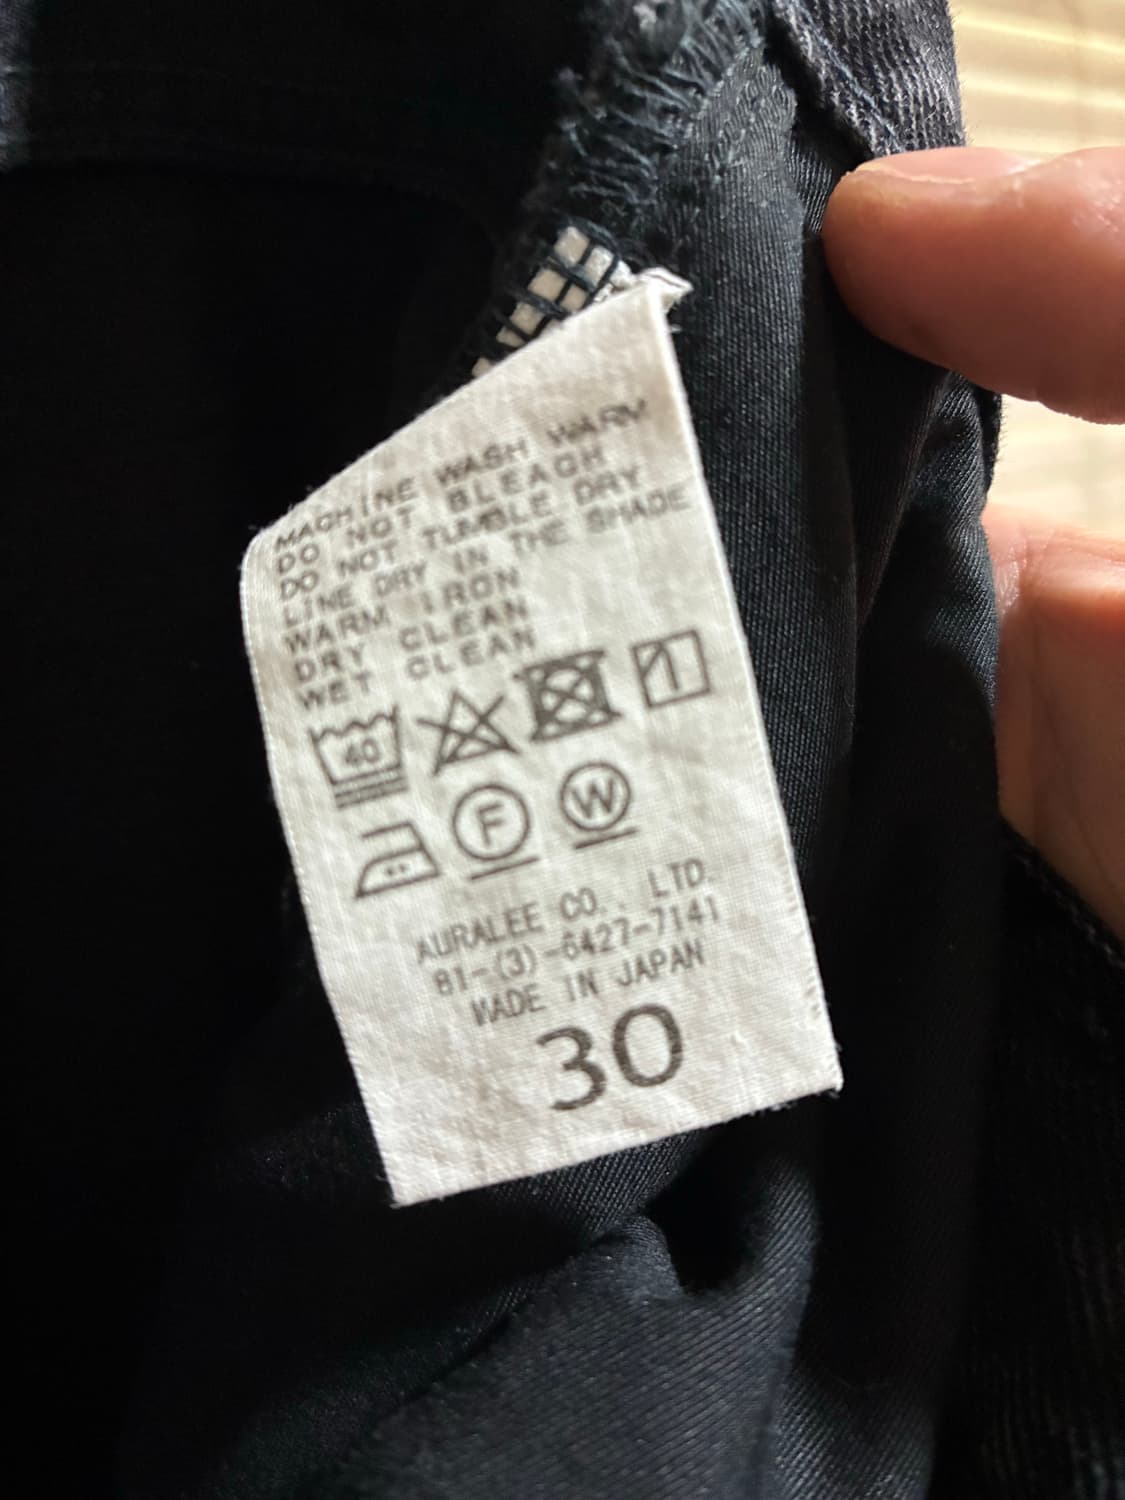 MACHINE WASH WARM
DO NOT BLEACH
DO NOT TUMBLE DRY
LINE DRY IN THE SHADE
WARM IRON
DRY CLEAN
WET CLEAN
40
F W
AURALEE CO., LTD.
81-(3)-6427-7141
MADE IN JAPAN
30